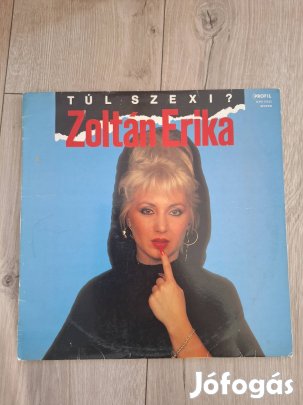 TÚL SZEXI?
PROFIL
Zoltán Erika
Jófogás